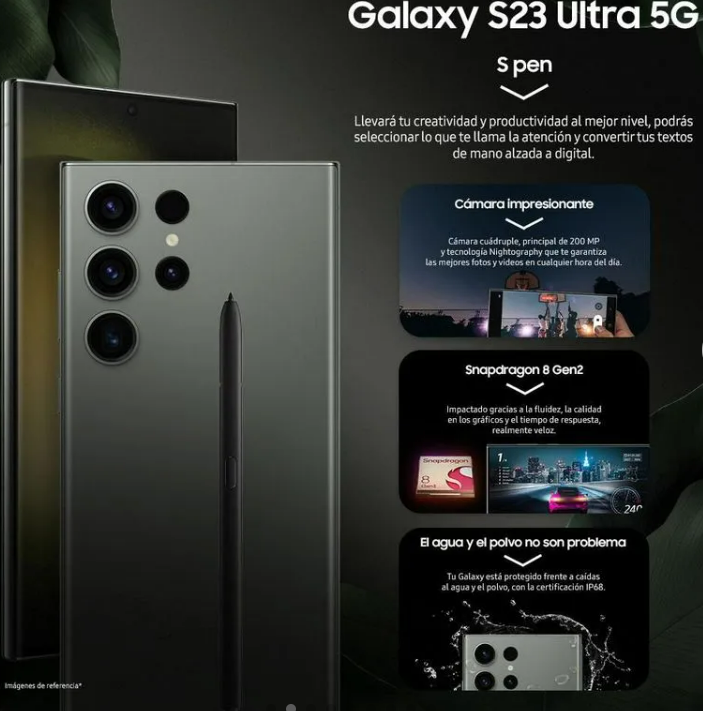 Galaxy S23 Ultra 5G
S pen
Llevará tu creatividad y productividad al mejor nivel, podrás
seleccionar lo que te llama la atención y convertir tus textos
de mano alzada a digital.
Cámara impresionante
Cámara cuádruple, principal de 200 MP
y tecnología Nightography que te garantiza
las mejores fotos y videos en cualquier hora del día.
Snapdragon 8 Gen2
Impactado gracias a la fluidez, la calidad
en los gráficos y el tiempo de respuesta,
realmente veloz.
Snapdragon
8
Gen2
1
240
El agua y el polvo no son problema
Tu Galaxy está protegido frente a caídas
al agua y el polvo, con la certificación IP68.
Imágenes de referencia*